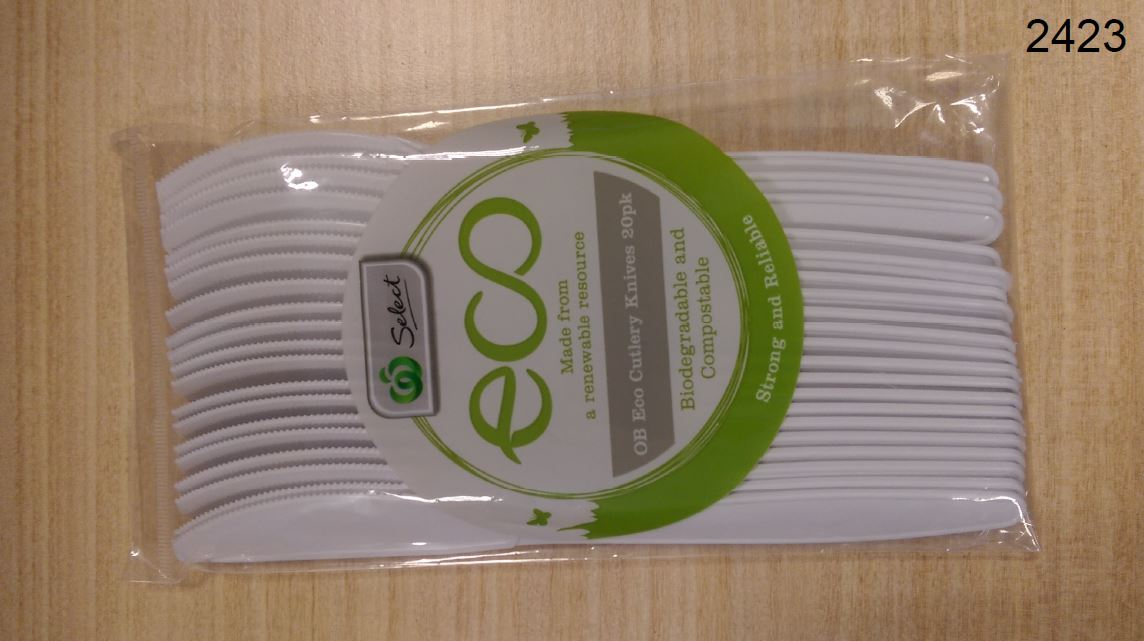 2423
Select
eco
Made from
a renewable resource
OB Eco Cutlery Knives 20pk
Biodegradable and
Compostable
Strong and Reliable